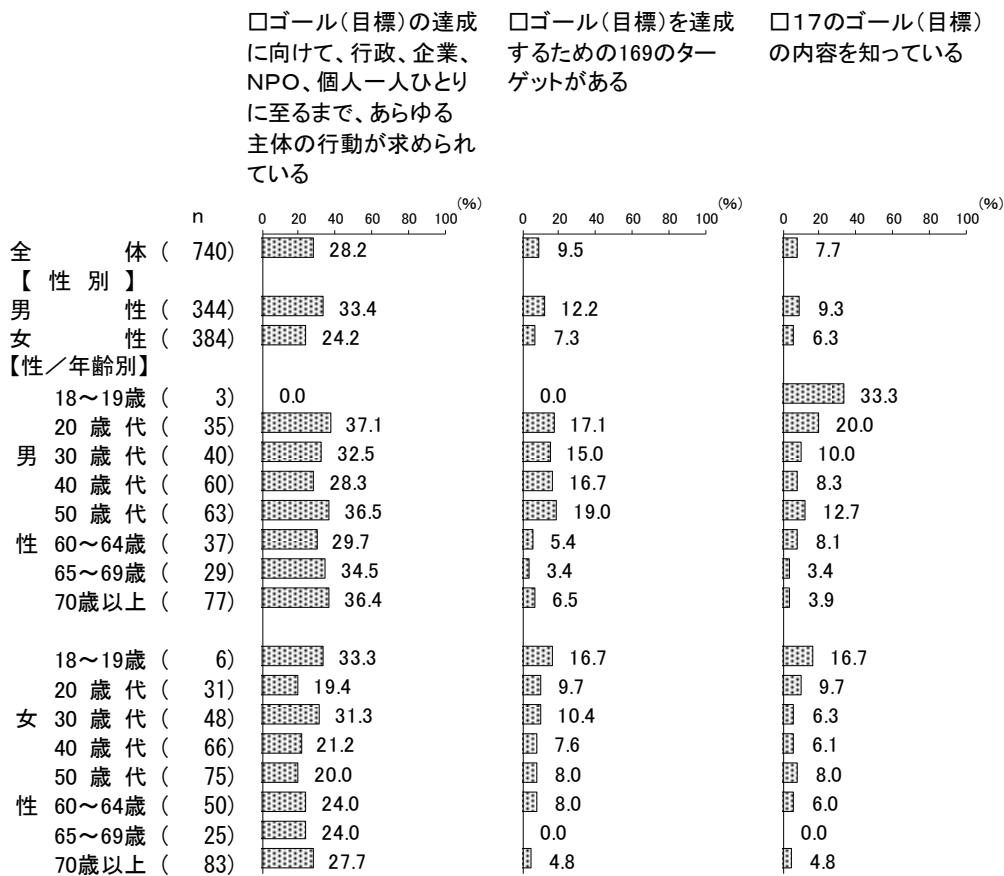 □ゴール(目標)の達成
に向けて、行政、企業、
NPO、個人一人ひとり
に至るまで、あらゆる
主体の行動が求められ
ている
□ゴール(目標)を達成
するための169のター
ゲットがある
□17のゴール(目標)
の内容を知っている
n 0 20 40 60 80 100 (%) 0 20 40 60 80 100 (%) 0 20 40 60 80 100 (%)
全体 ( 740) 28.2 9.5 7.7
【性別】
男性 ( 344) 33.4 12.2 9.3
女性 ( 384) 24.2 7.3 6.3
【性/年齢別】
18~19歳 ( 3) 0.0 0.0 33.3
20歳代 ( 35) 37.1 17.1 20.0
男 30歳代 ( 40) 32.5 15.0 10.0
40歳代 ( 60) 28.3 16.7 8.3
50歳代 ( 63) 36.5 19.0 12.7
性 60~64歳 ( 37) 29.7 5.4 8.1
65~69歳 ( 29) 34.5 3.4 3.4
70歳以上 ( 77) 36.4 6.5 3.9
18~19歳 ( 6) 33.3 16.7 16.7
20歳代 ( 31) 19.4 9.7 9.7
女 30歳代 ( 48) 31.3 10.4 6.3
40歳代 ( 66) 21.2 7.6 6.1
50歳代 ( 75) 20.0 8.0 8.0
性 60~64歳 ( 50) 24.0 8.0 6.0
65~69歳 ( 25) 24.0 0.0 0.0
70歳以上 ( 83) 27.7 4.8 4.8